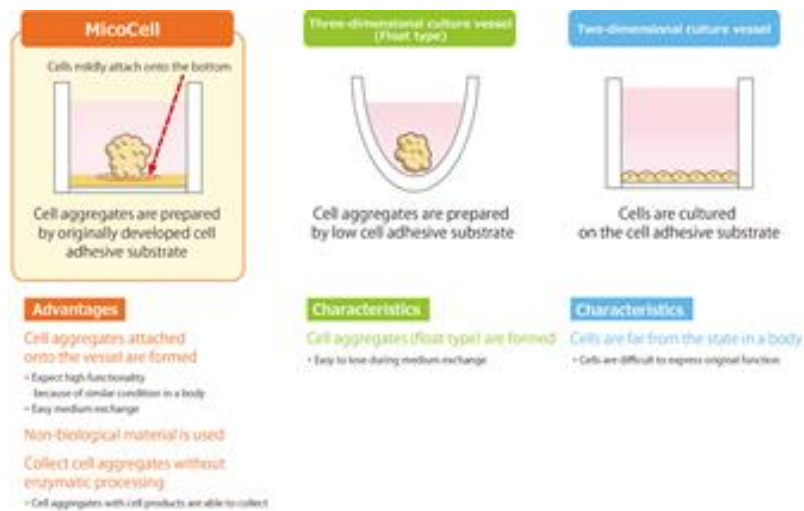 MicoCell
Cells mildly attach onto the bottom
Cell aggregates are prepared
by originally developed cell
adhesive substrate
Advantages
Cell aggregates attached
onto the vessel are formed
• Expect high functionality
because of similar condition in a body
• Easy medium exchange
Non-biological material is used
Collect cell aggregates without
enzymatic processing
• Cell aggregates with cell products are able to collect
Three-dimensional culture vessel
(Float type)
Cell aggregates are prepared
by low cell adhesive substrate
Characteristics
Cell aggregates (float type) are formed
• Easy to lose during medium exchange
Two-dimensional culture vessel
Cells are cultured
on the cell adhesive substrate
Characteristics
Cells are far from the state in a body
• Cells are difficult to express original function